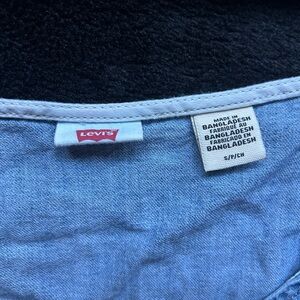 Levi's
MADE IN
BANGLADESH
FABRIQUÉ AU
BANGLADESH
FABRICADO EN
BANGLADESH
S/P/CH